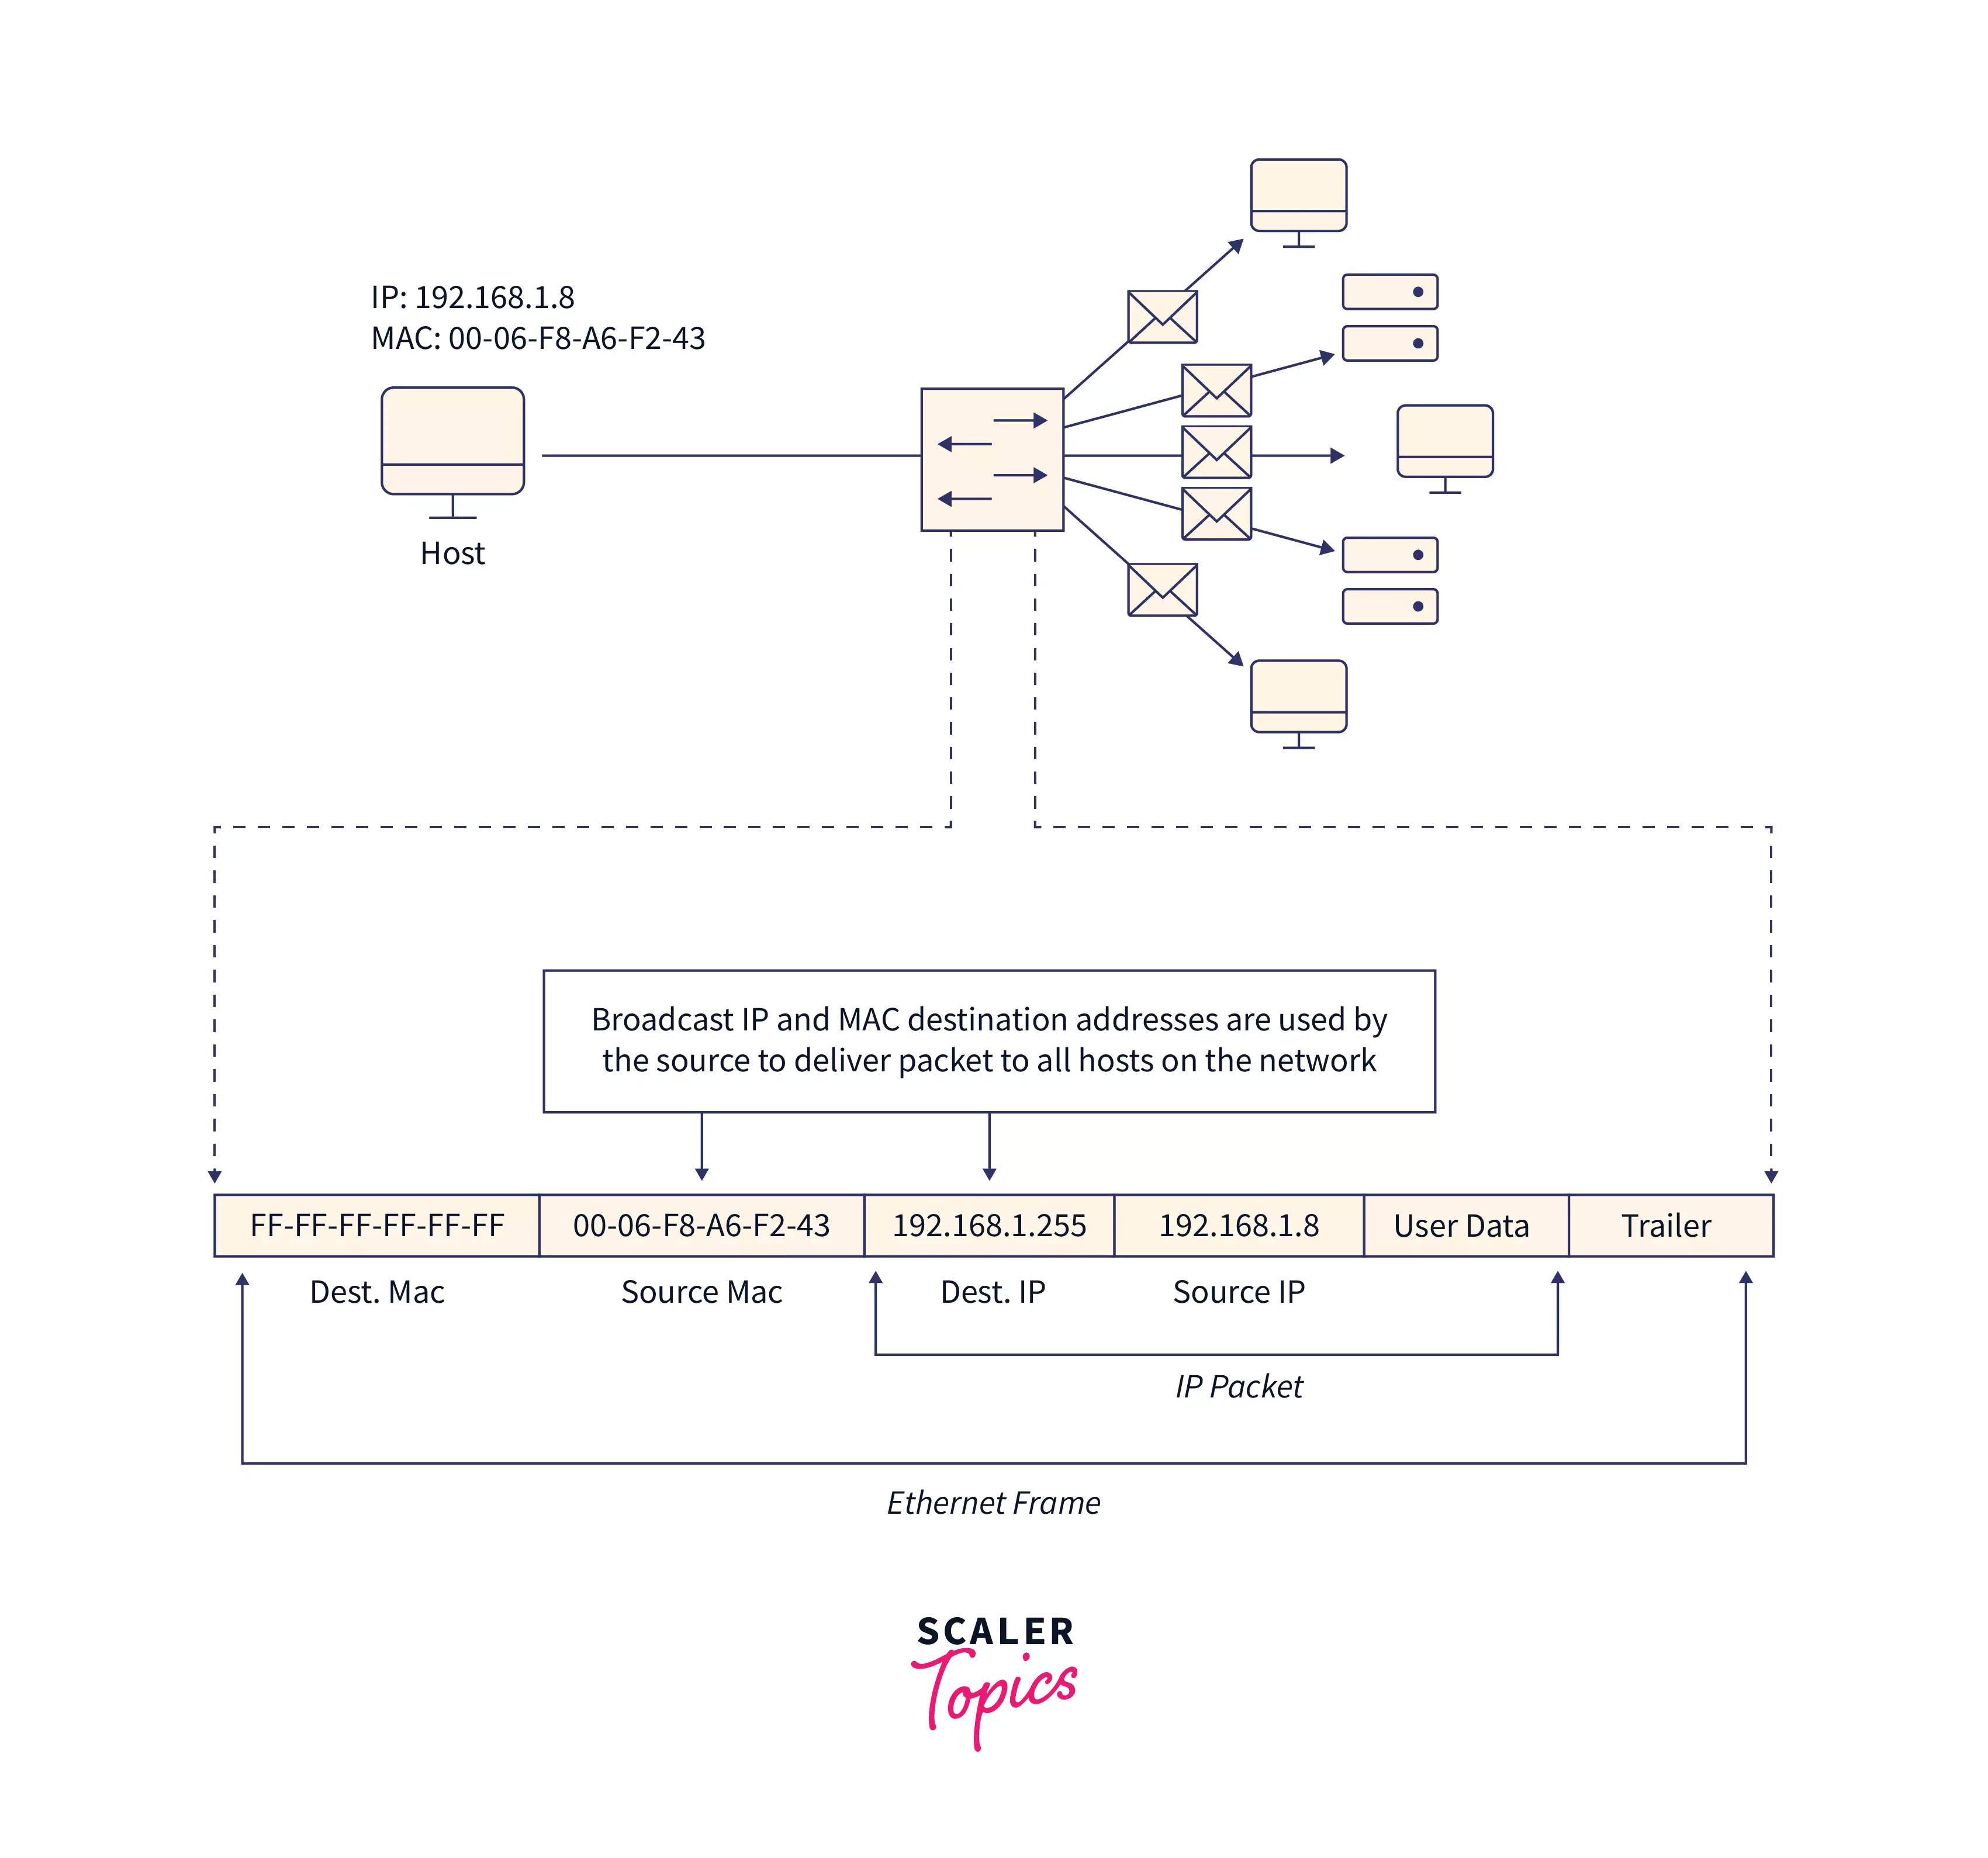 IP: 192.168.1.8
MAC: 00-06-F8-A6-F2-43
Host
Broadcast IP and MAC destination addresses are used by
the source to deliver packet to all hosts on the network
FF-FF-FF-FF-FF-FF 00-06-F8-A6-F2-43 192.168.1.255 192.168.1.8 User Data Trailer
Dest. Mac Source Mac Dest. IP Source IP
IP Packet
Ethernet Frame
SCALER
Topics